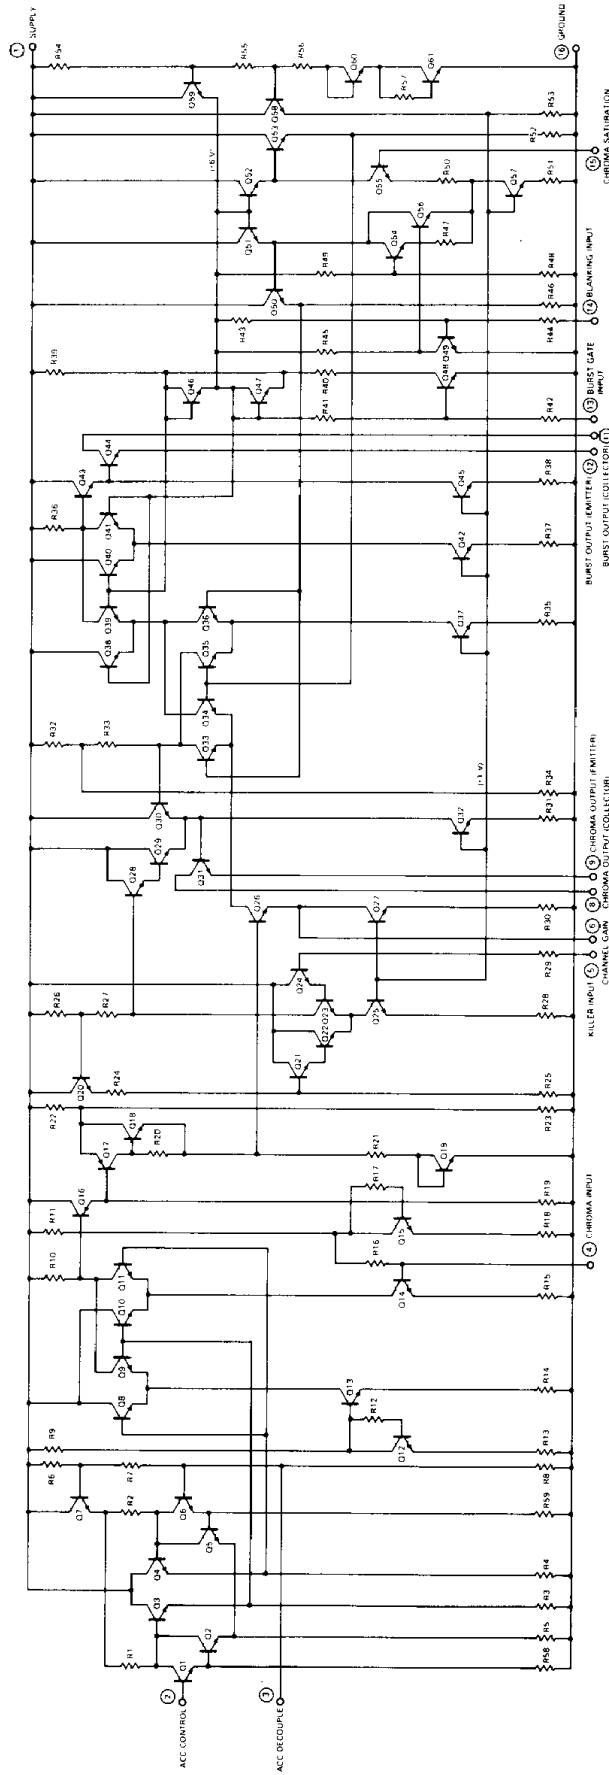 ① SUPPLY
R6
R9
R10
R11
R22
R26
R32
R36
R39
R54
Q7
Q16
Q20
R27
R33
Q43
Q59
R55
R1
R2
R7
Q8
Q9
Q10
Q11
Q17
Q18
R20
R24
Q28
Q29
Q30
Q38
Q39
Q40
Q41
Q44
Q46
Q47
Q51
Q52
Q53
Q58
R56
Q60
② ACC CONTROL
Q1
Q2
Q3
Q4
Q5
Q6
Q31
Q33
Q34
Q35
Q36
R41
R40
R43
Q50
R57
Q61
③ ACC DECOUPLE
Q26
R45
R49
Q54
Q55
Q56
R47
R50
R12
Q12
Q13
Q14
R16
Q15
R17
R21
Q19
Q21
Q22
Q23
Q24
Q25
Q27
Q32
Q37
Q42
Q45
Q48
Q49
Q57
R58
R5
R3
R4
R59
R8
R13
R14
R15
R18
R19
R23
R25
R28
R29
R30
R31
R34
R35
R37
R38
R42
R44
R46
R48
R51
R52
R53
⑯ GROUND
④ CHROMA INPUT
KILLER INPUT ⑤
⑥ CHANNEL GAIN
⑧ CHROMA OUTPUT (COLLECTOR)
⑨ CHROMA OUTPUT (EMITTER)
BURST OUTPUT (EMITTER) ⑫
BURST OUTPUT (COLLECTOR) ⑪
⑬ BURST GATE
INPUT
⑭ BLANKING INPUT
⑮
CHROMA SATURATION